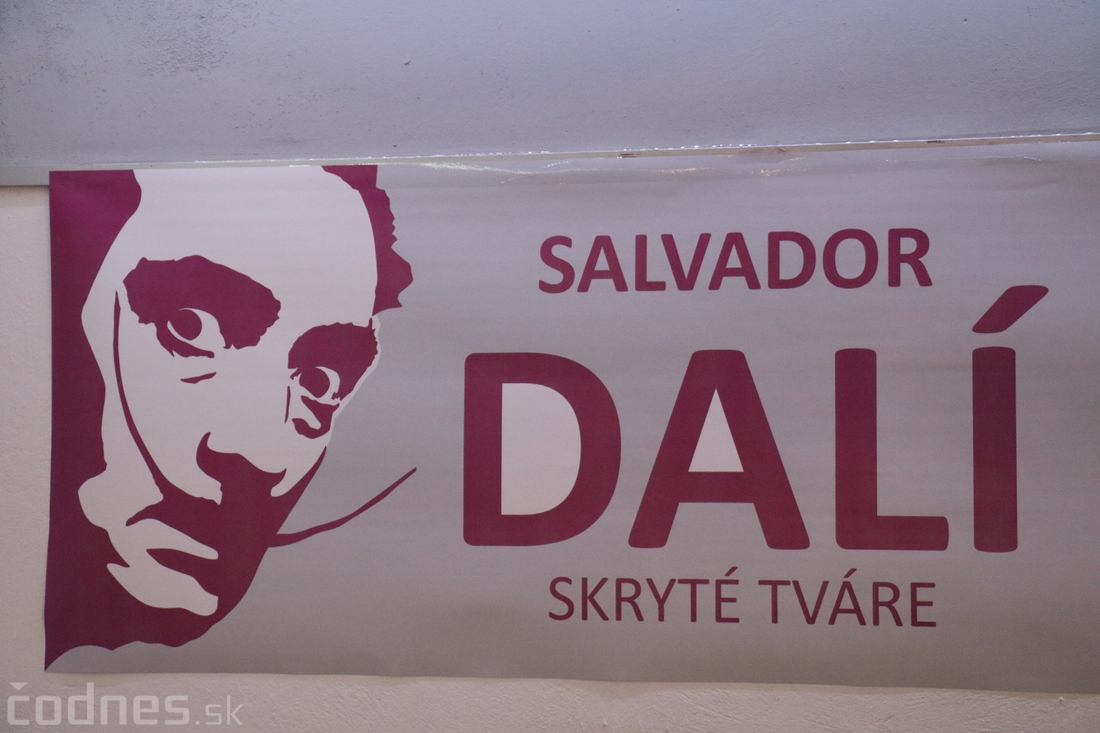 SALVADOR
DALÍ
SKRYTÉ TVÁRE
čodnes.sk